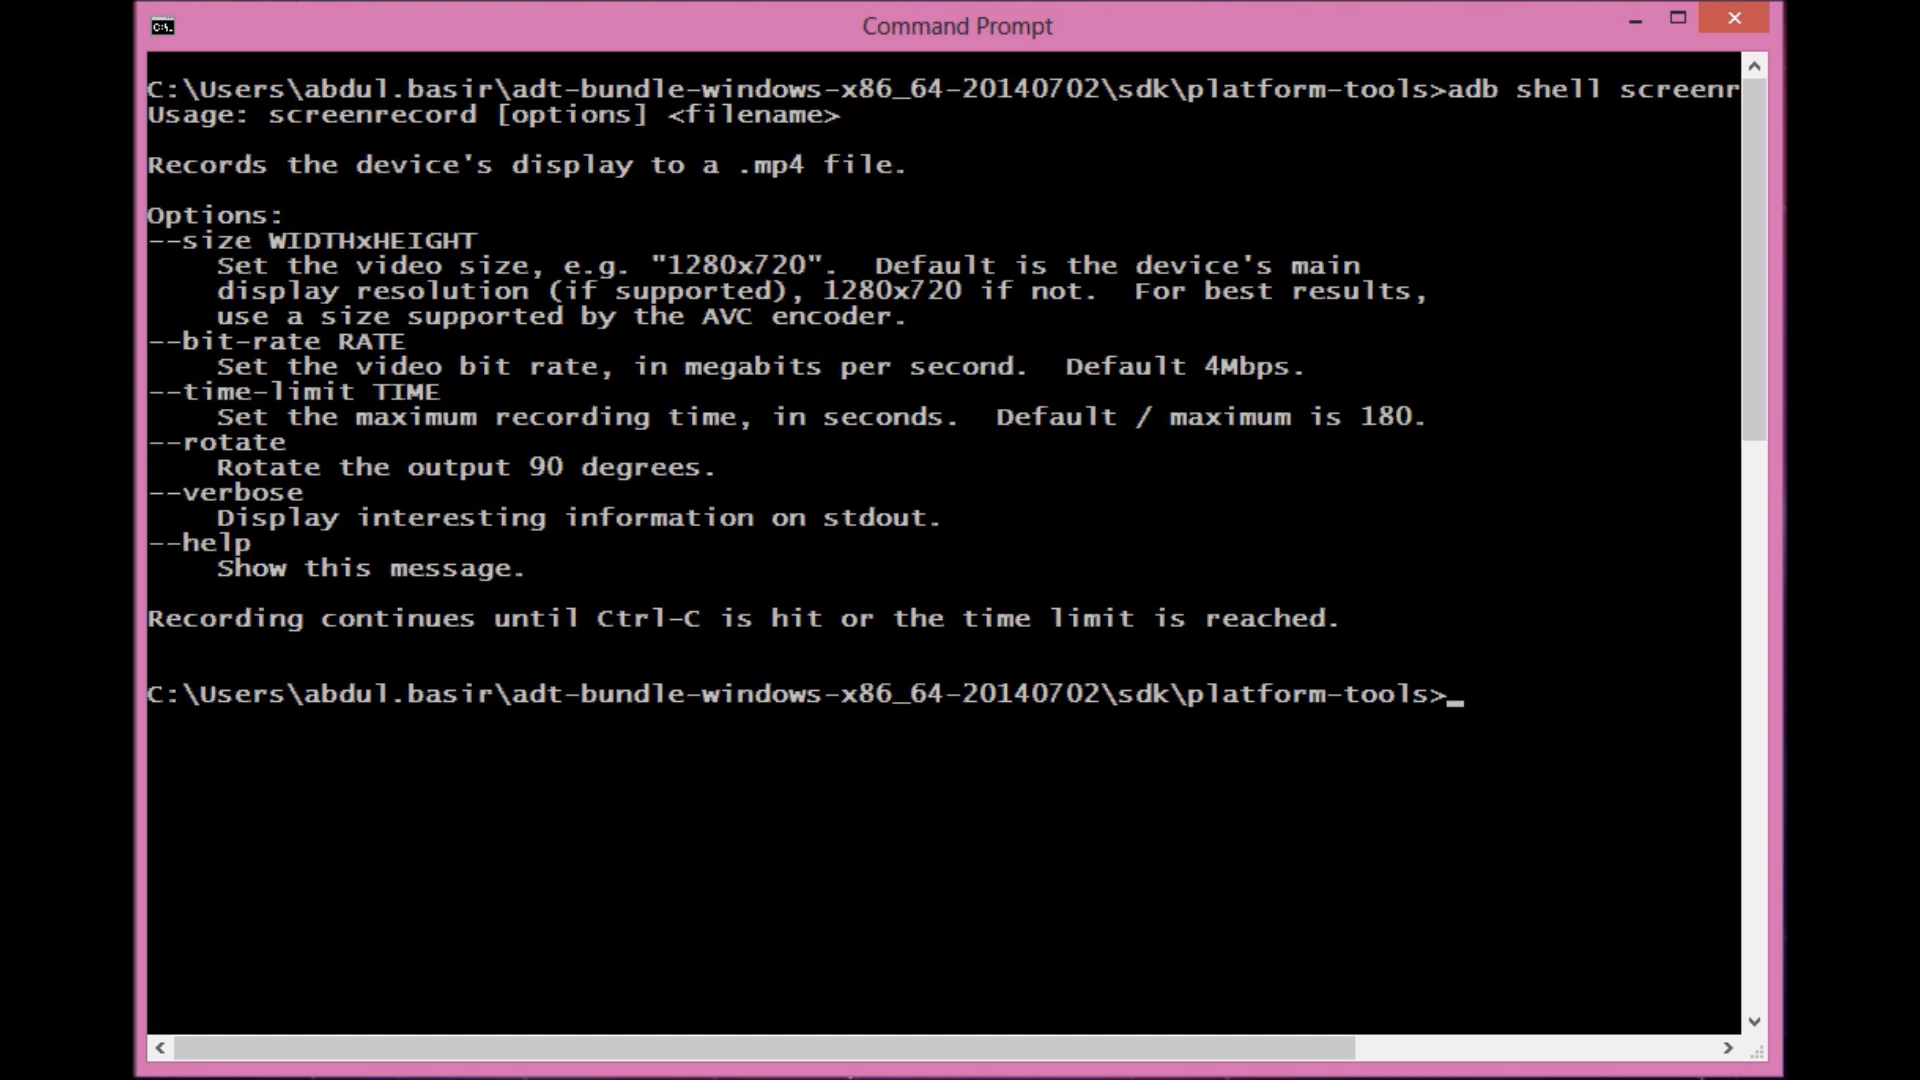 Command Prompt
C:\Users\abdul.basir\adt-bundle-windows-x86_64-20140702\sdk\platform-tools>adb shell screenr
Usage: screenrecord [options] <filename>
Records the device's display to a .mp4 file.
Options:
--size WIDTHxHEIGHT
    Set the video size, e.g. "1280x720".  Default is the device's main
    display resolution (if supported), 1280x720 if not.  For best results,
    use a size supported by the AVC encoder.
--bit-rate RATE
    Set the video bit rate, in megabits per second.  Default 4Mbps.
--time-limit TIME
    Set the maximum recording time, in seconds.  Default / maximum is 180.
--rotate
    Rotate the output 90 degrees.
--verbose
    Display interesting information on stdout.
--help
    Show this message.
Recording continues until Ctrl-C is hit or the time limit is reached.
C:\Users\abdul.basir\adt-bundle-windows-x86_64-20140702\sdk\platform-tools>_